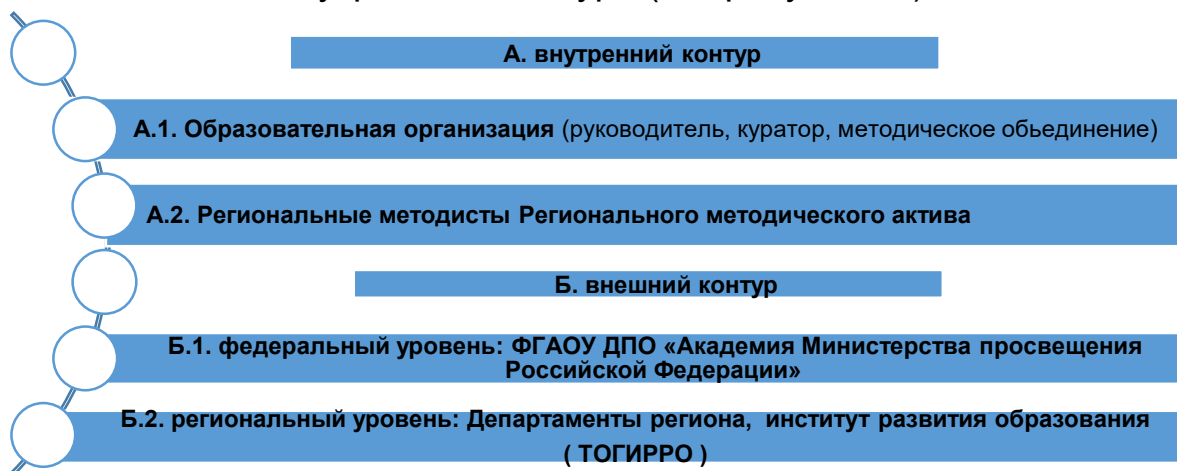 А. внутренний контур
А.1. Образовательная организация (руководитель, куратор, методическое обьединение)
А.2. Региональные методисты Регионального методического актива
Б. внешний контур
Б.1. федеральный уровень: ФГАОУ ДПО «Академия Министерства просвещения
Российской Федерации»
Б.2. региональный уровень: Департаменты региона, институт развития образования
( ТОГИРРО )